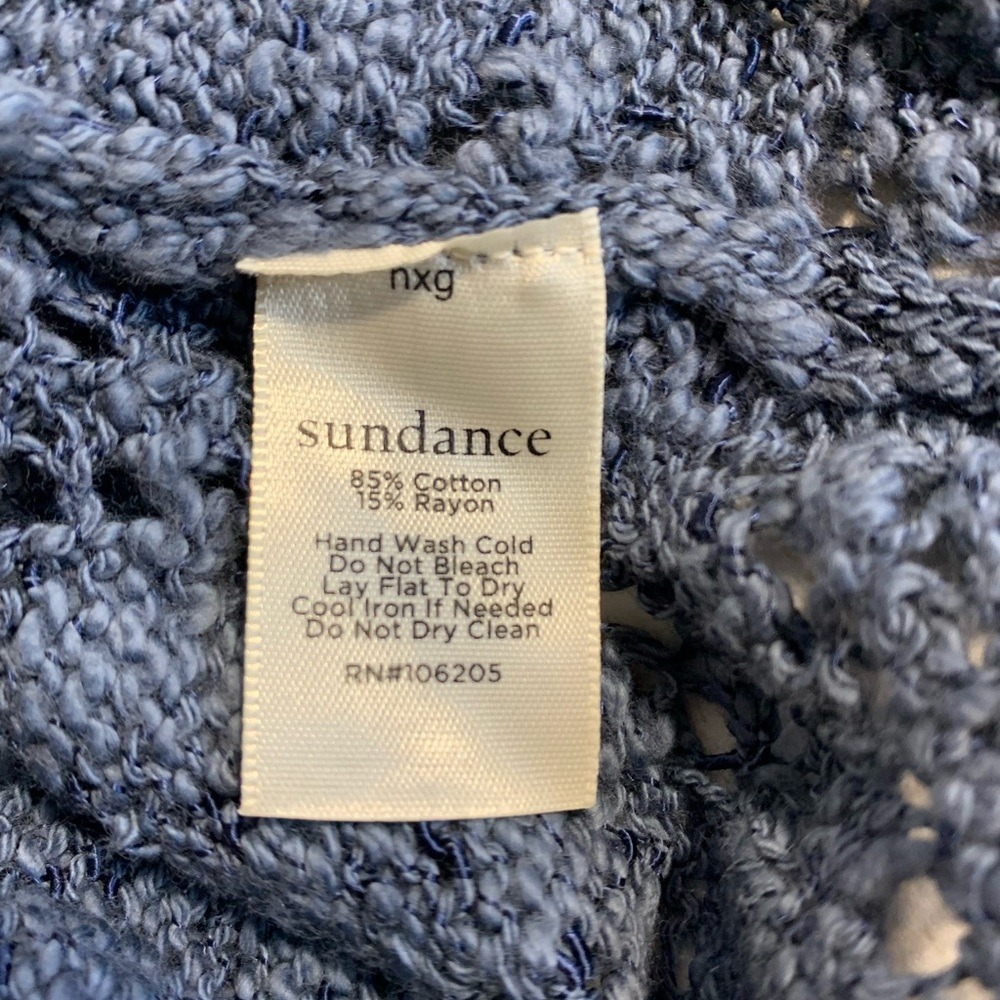 nxg
sundance
85% Cotton
15% Rayon
Hand Wash Cold
Do Not Bleach
Lay Flat To Dry
Cool Iron If Needed
Do Not Dry Clean
RN#106205